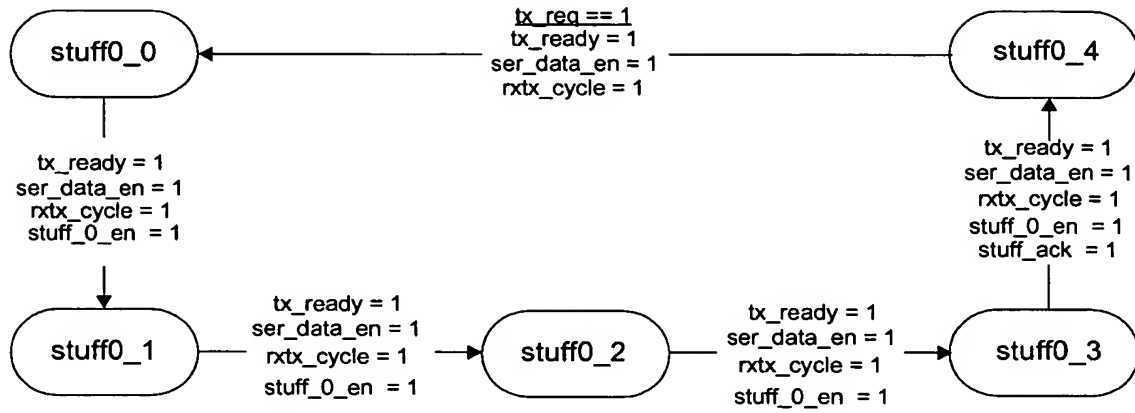 stuff0_0
tx_req == 1
tx_ready = 1
ser_data_en = 1
rxtx_cycle = 1
stuff0_4
tx_ready = 1
ser_data_en = 1
rxtx_cycle = 1
stuff_0_en = 1
tx_ready = 1
ser_data_en = 1
rxtx_cycle = 1
stuff_0_en = 1
stuff_ack = 1
stuff0_1
tx_ready = 1
ser_data_en = 1
rxtx_cycle = 1
stuff_0_en = 1
stuff0_2
tx_ready = 1
ser_data_en = 1
rxtx_cycle = 1
stuff_0_en = 1
stuff0_3